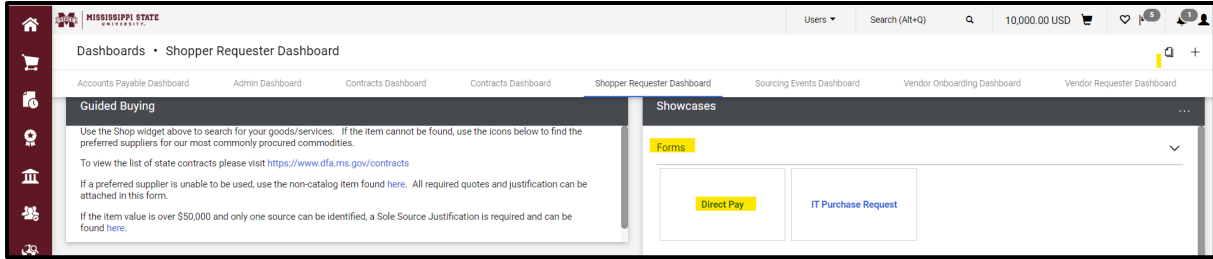 STATE MISSISSIPPI STATE UNIVERSITY. Users Search (Alt+Q) 10,000.00 USD 5 1
Dashboards • Shopper Requester Dashboard
Accounts Payable Dashboard Admin Dashboard Contracts Dashboard Contracts Dashboard Shopper Requester Dashboard Sourcing Events Dashboard Vendor Onboarding Dashboard Vendor Requester Dashboard
Guided Buying
Use the Shop widget above to search for your goods/services. If the item cannot be found, use the icons below to find the
preferred suppliers for our most commonly procured commodities.
To view the list of state contracts please visit https://www.dfa.ms.gov/contracts
If a preferred supplier is unable to be used, use the non-catalog item found here. All required quotes and justification can be
attached in this form.
If the item value is over $50,000 and only one source can be identified, a Sole Source Justification is required and can be
found here.
Showcases ...
Forms
Direct Pay IT Purchase Request